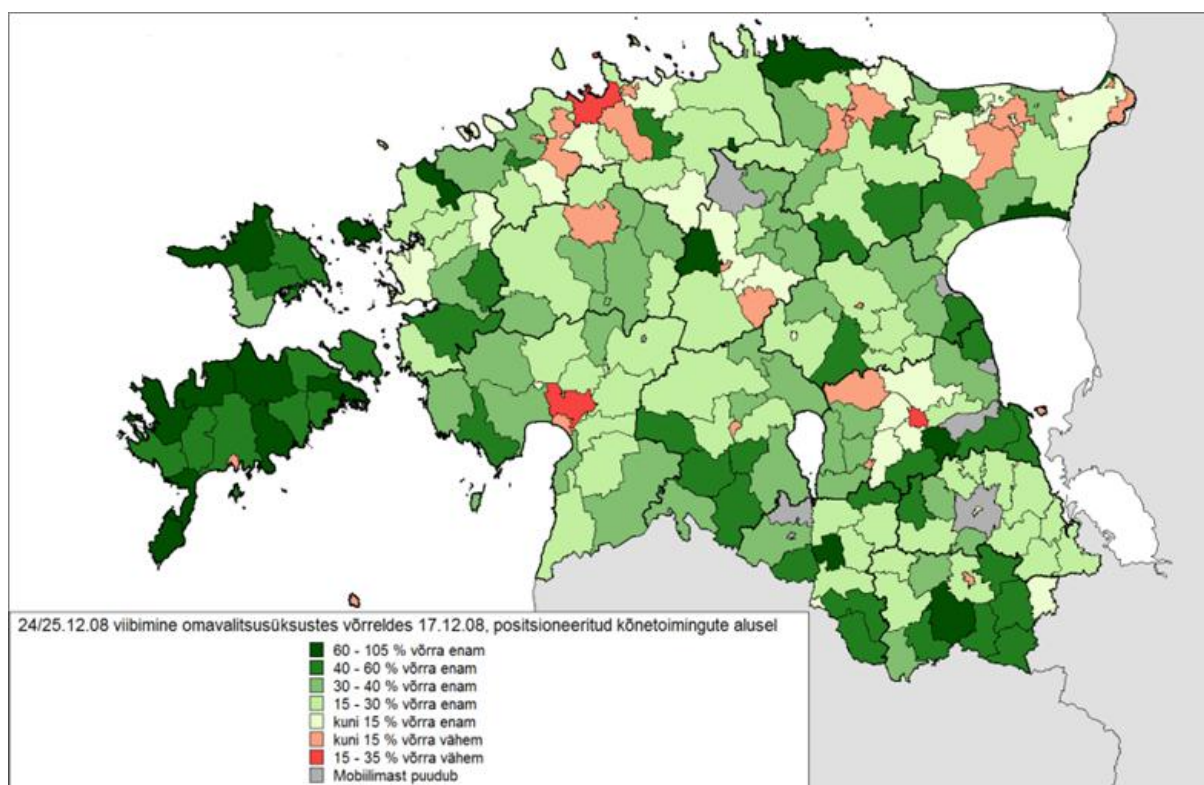 24/25.12.08 viibimine omavalitsusüksustes võrreldes 17.12.08, positsioneeritud kõnetoimingute alusel
60 - 105 % võrra enam
40 - 60 % võrra enam
30 - 40 % võrra enam
15 - 30 % võrra enam
kuni 15 % võrra enam
kuni 15 % võrra vähem
15 - 35 % võrra vähem
Mobiilimast puudub